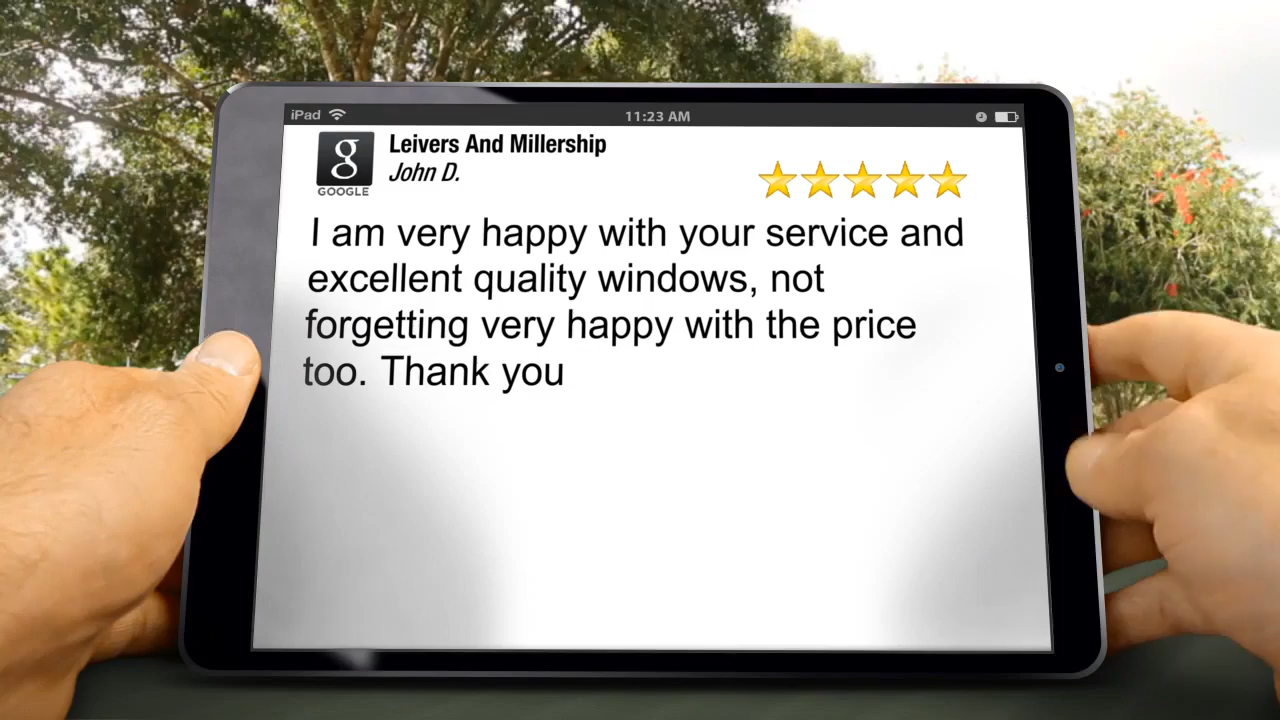 iPad
11:23 AM
g
GOOGLE
Leivers And Millership
John D.
I am very happy with your service and
excellent quality windows, not
forgetting very happy with the price
too. Thank you